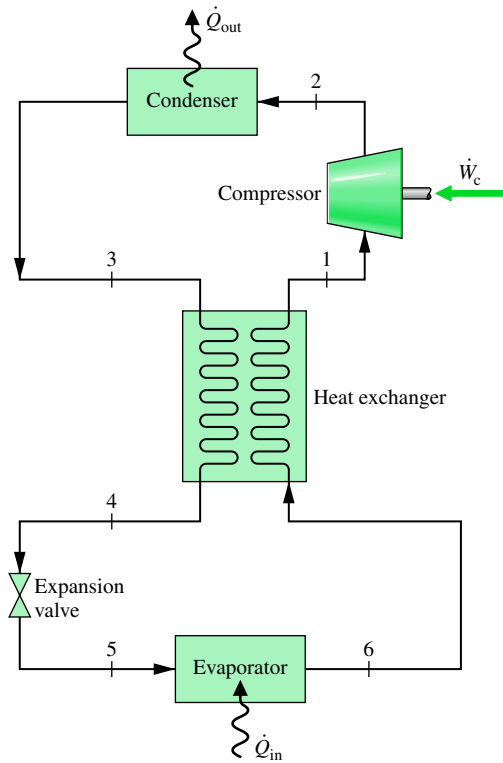 Q̇out
2
Condenser
Ẇc
Compressor
3
1
Heat exchanger
4
Expansion
valve
5
6
Evaporator
Q̇in